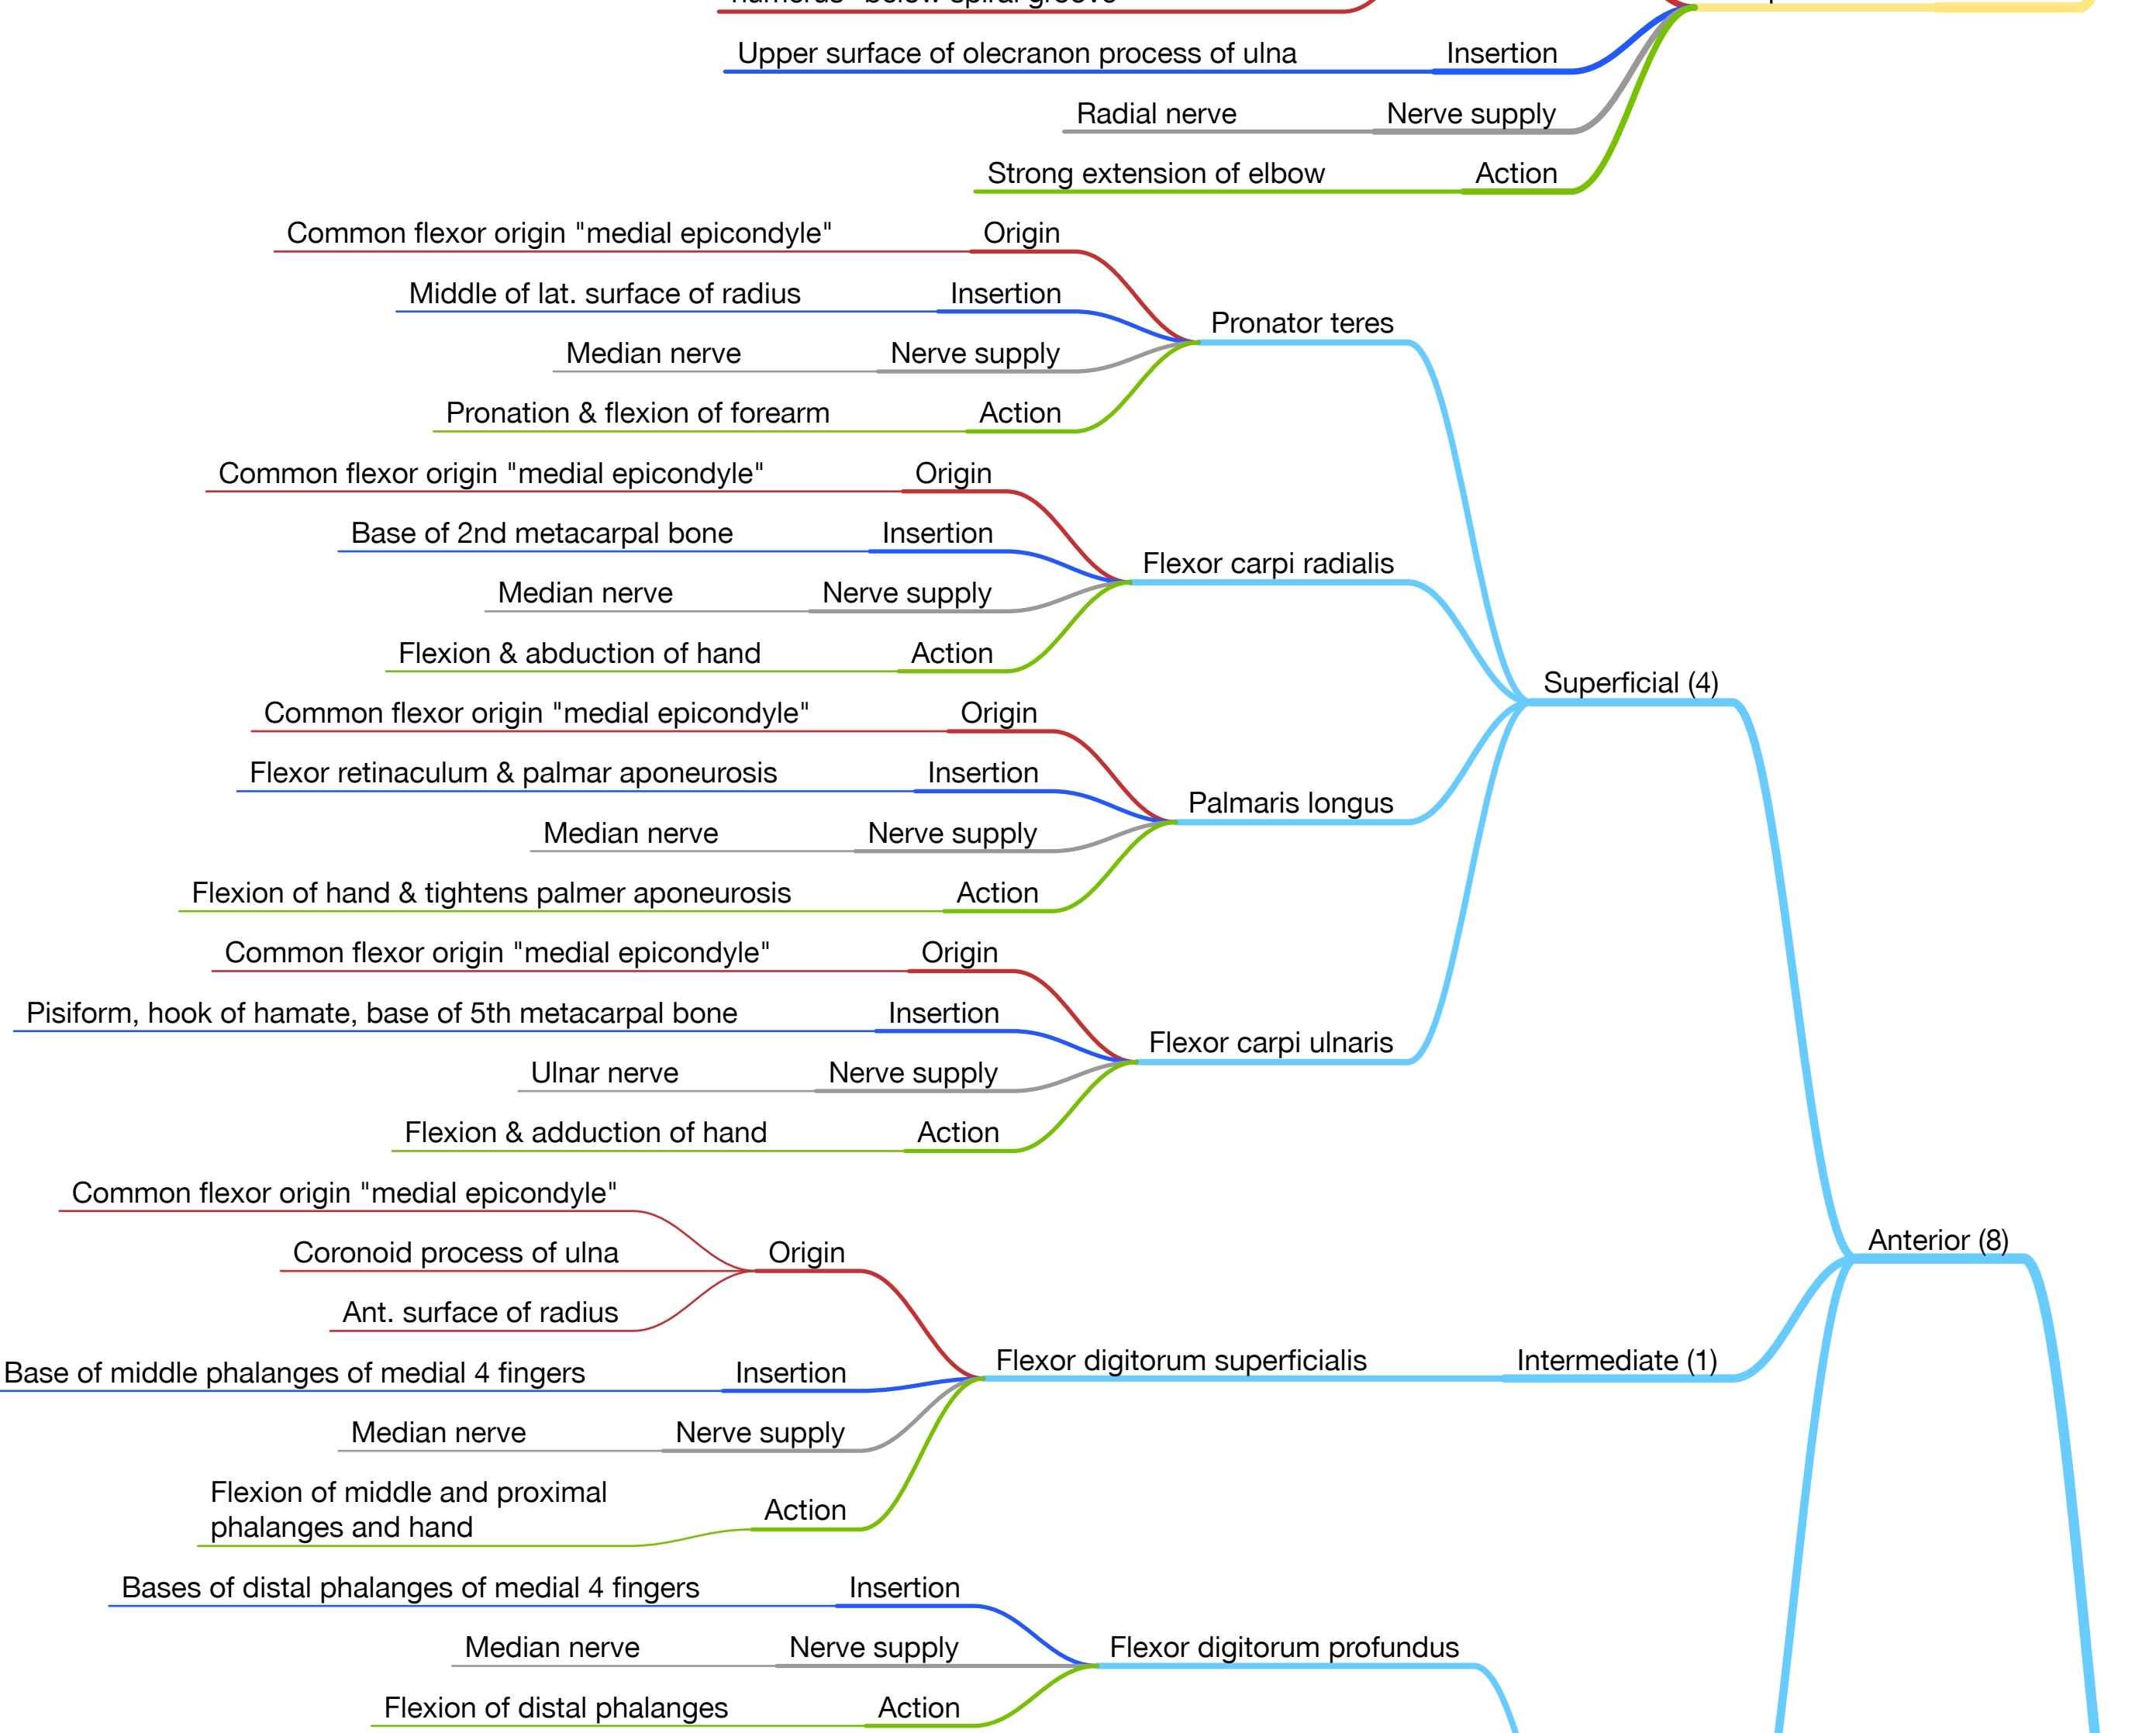 Upper surface of olecranon process of ulna Insertion
Radial nerve Nerve supply
Strong extension of elbow Action
Common flexor origin "medial epicondyle" Origin
Middle of lat. surface of radius Insertion
Pronator teres
Median nerve Nerve supply
Pronation & flexion of forearm Action
Common flexor origin "medial epicondyle" Origin
Base of 2nd metacarpal bone Insertion
Flexor carpi radialis
Median nerve Nerve supply
Flexion & abduction of hand Action
Superficial (4)
Common flexor origin "medial epicondyle" Origin
Flexor retinaculum & palmar aponeurosis Insertion
Palmaris longus
Median nerve Nerve supply
Flexion of hand & tightens palmer aponeurosis Action
Common flexor origin "medial epicondyle" Origin
Pisiform, hook of hamate, base of 5th metacarpal bone Insertion
Flexor carpi ulnaris
Ulnar nerve Nerve supply
Flexion & adduction of hand Action
Common flexor origin "medial epicondyle"
Anterior (8)
Coronoid process of ulna Origin
Ant. surface of radius
Flexor digitorum superficialis Intermediate (1)
Base of middle phalanges of medial 4 fingers Insertion
Median nerve Nerve supply
Flexion of middle and proximal
phalanges and hand
Action
Bases of distal phalanges of medial 4 fingers Insertion
Median nerve Nerve supply
Flexor digitorum profundus
Flexion of distal phalanges Action